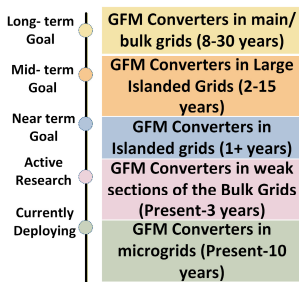 Long- term
Goal
GFM Converters in main/
bulk grids (8-30 years)
Mid- term
Goal
GFM Converters in Large
Islanded Grids (2-15
years)
Near term
Goal
GFM Converters in
Islanded grids (1+ years)
Active
Research
GFM Converters in weak
sections of the Bulk Grids
(Present-3 years)
Currently
Deploying
GFM Converters in
microgrids (Present-10
years)